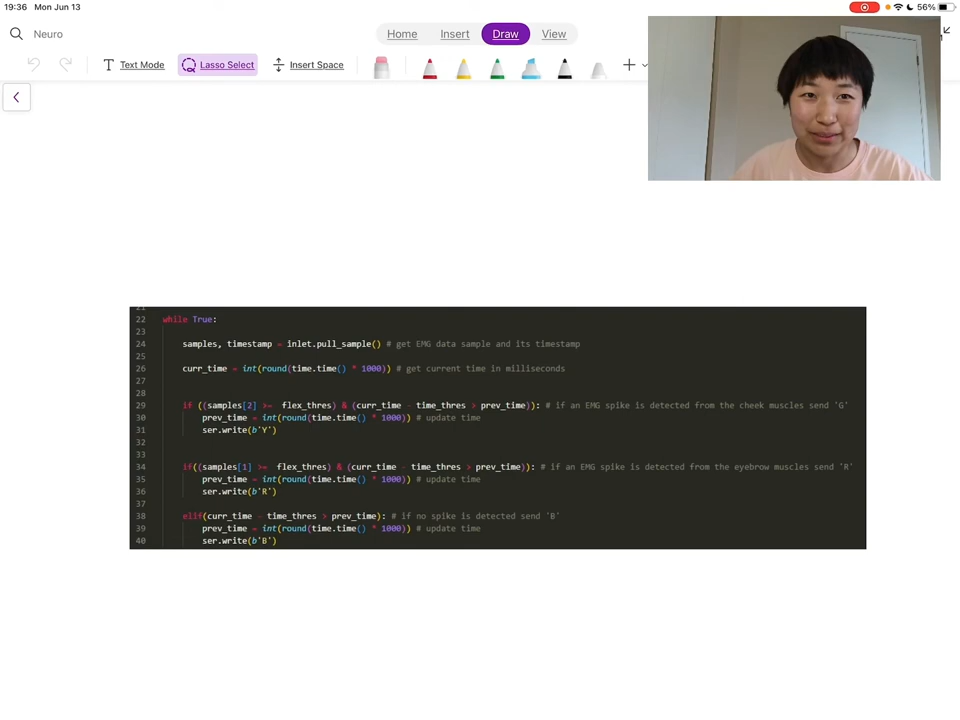 19:36 Mon Jun 13
56%
Neuro
Home Insert Draw View
Text Mode Lasso Select Insert Space
21
22 while True:
23
24 samples, timestamp = inlet.pull_sample() # get EMG data sample and its timestamp
25
26 curr_time = int(round(time.time() * 1000)) # get current time in milliseconds
27
28
29 if ((samples[2] >= flex_thres) & (curr_time - time_thres > prev_time)): # if an EMG spike is detected from the cheek muscles send 'G'
30 prev_time = int(round(time.time() * 1000)) # update time
31 ser.write(b'Y')
32
33
34 if((samples[1] >= flex_thres) & (curr_time - time_thres > prev_time)): # if an EMG spike is detected from the eyebrow muscles send 'R'
35 prev_time = int(round(time.time() * 1000)) # update time
36 ser.write(b'R')
37
38 elif(curr_time - time_thres > prev_time): # if no spike is detected send 'B'
39 prev_time = int(round(time.time() * 1000)) # update time
40 ser.write(b'B')